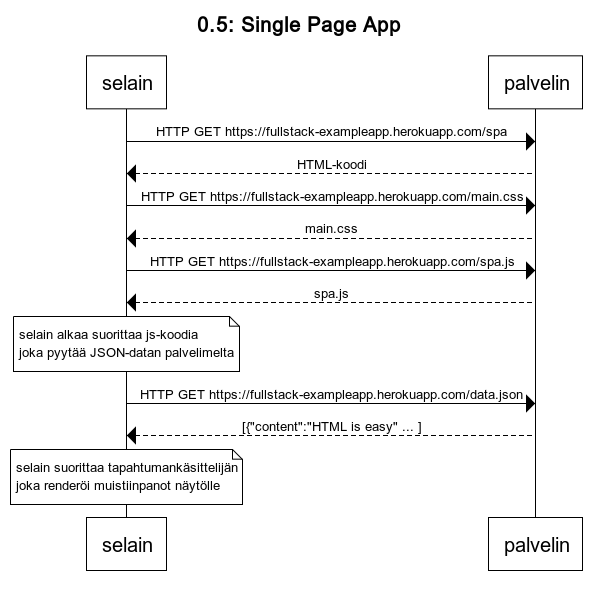 0.5: Single Page App
selain
palvelin
HTTP GET https://fullstack-exampleapp.herokuapp.com/spa
HTML-koodi
HTTP GET https://fullstack-exampleapp.herokuapp.com/main.css
main.css
HTTP GET https://fullstack-exampleapp.herokuapp.com/spa.js
spa.js
selain alkaa suorittaa js-koodia
joka pyytää JSON-datan palvelimelta
HTTP GET https://fullstack-exampleapp.herokuapp.com/data.json
[{"content":"HTML is easy" ... ]
selain suorittaa tapahtumankäsittelijän
joka renderöi muistiinpanot näytölle
selain
palvelin